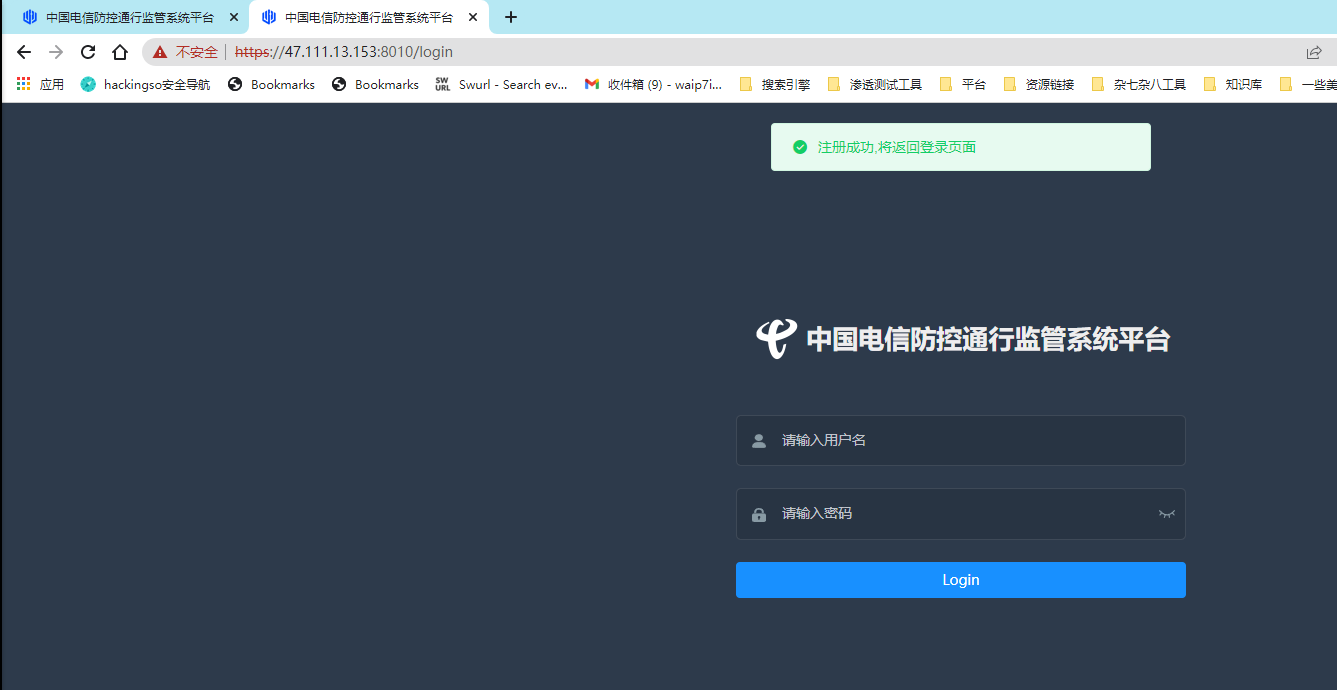 中国电信防控通行监管系统平台
中国电信防控通行监管系统平台
不安全 https://47.111.13.153:8010/login
应用 hackingso安全导航 Bookmarks Bookmarks SWURL Swurl - Search ev... 收件箱 (9) - waip7i... 搜索引擎 渗透测试工具 平台 资源链接 杂七杂八工具 知识库 一些美
注册成功,将返回登录页面
中国电信防控通行监管系统平台
请输入用户名
请输入密码
Login